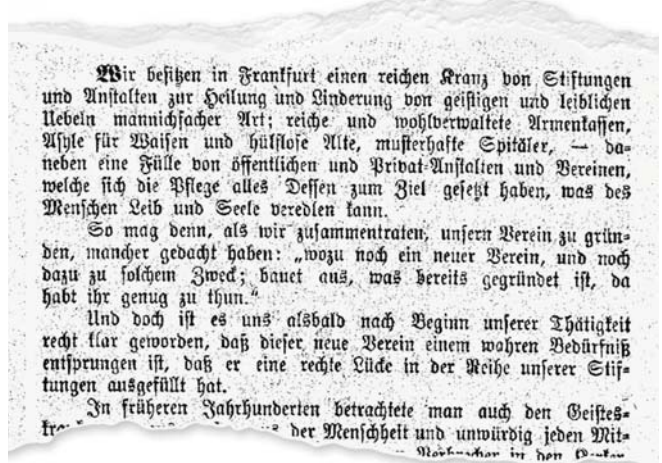 Wir besitzen in Frankfurt einen reichen Kranz von Stiftungen
und Anstalten zur Heilung und Linderung von geistigen und leiblichen
Uebeln mannichfacher Art; reiche und wohlverwaltete Armenkassen,
Asyle für Waisen und hülflose Alte, musterhafte Spitäler, — da-
neben eine Fülle von öffentlichen und Privat-Anstalten und Vereinen,
welche sich die Pflege alles Dessen zum Ziel gesetzt haben, was des
Menschen Leib und Seele veredlen kann.
So mag denn, als wir zusammentraten, unsern Verein zu grün-
den, mancher gedacht haben: „wozu noch ein neuer Verein, und noch
dazu zu solchem Zweck; bauet aus, was bereits gegründet ist, da
habt ihr genug zu thun.“
Und doch ist es uns alsbald nach Beginn unserer Thätigkeit
recht klar geworden, daß dieser neue Verein einem wahren Bedürfniß
entsprungen ist, daß er eine rechte Lücke in der Reihe unserer Stif-
tungen ausgefüllt hat.
In früheren Jahrhunderten betrachtete man auch den Geistes-
der Menschheit und unwürdig jeden Mit-
in den